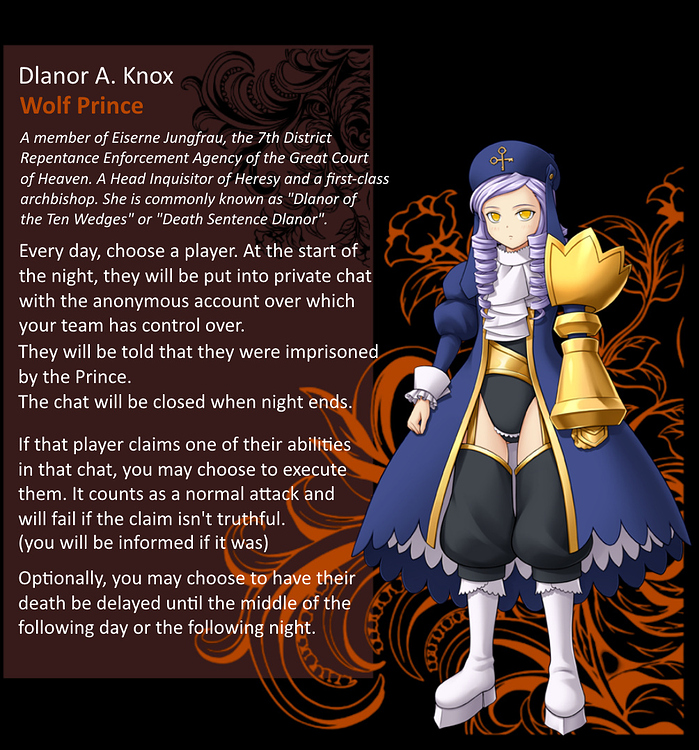 Dlanor A. Knox
Wolf Prince
A member of Eiserne Jungfrau, the 7th District
Repentance Enforcement Agency of the Great Court
of Heaven. A Head Inquisitor of Heresy and a first-class
archbishop. She is commonly known as "Dlanor of
the Ten Wedges" or "Death Sentence Dlanor".
Every day, choose a player. At the start of
the night, they will be put into private chat
with the anonymous account over which
your team has control over.
They will be told that they were imprisoned
by the Prince.
The chat will be closed when night ends.
If that player claims one of their abilities
in that chat, you may choose to execute
them. It counts as a normal attack and
will fail if the claim isn't truthful.
(you will be informed if it was)
Optionally, you may choose to have their
death be delayed until the middle of the
following day or the following night.